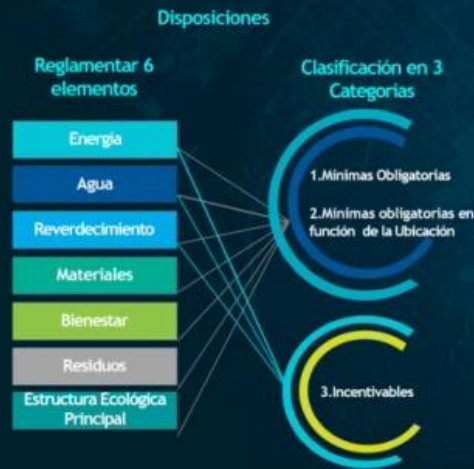 Disposiciones
Reglamentar 6
elementos
Energía
Agua
Reverdecimiento
Materiales
Bienestar
Residuos
Estructura Ecológica
Principal
Clasificación en 3
Categorias
1.Mínimas Obligatorias
2.Mínimas obligatorias en
función de la Ubicación
3.Incentivables